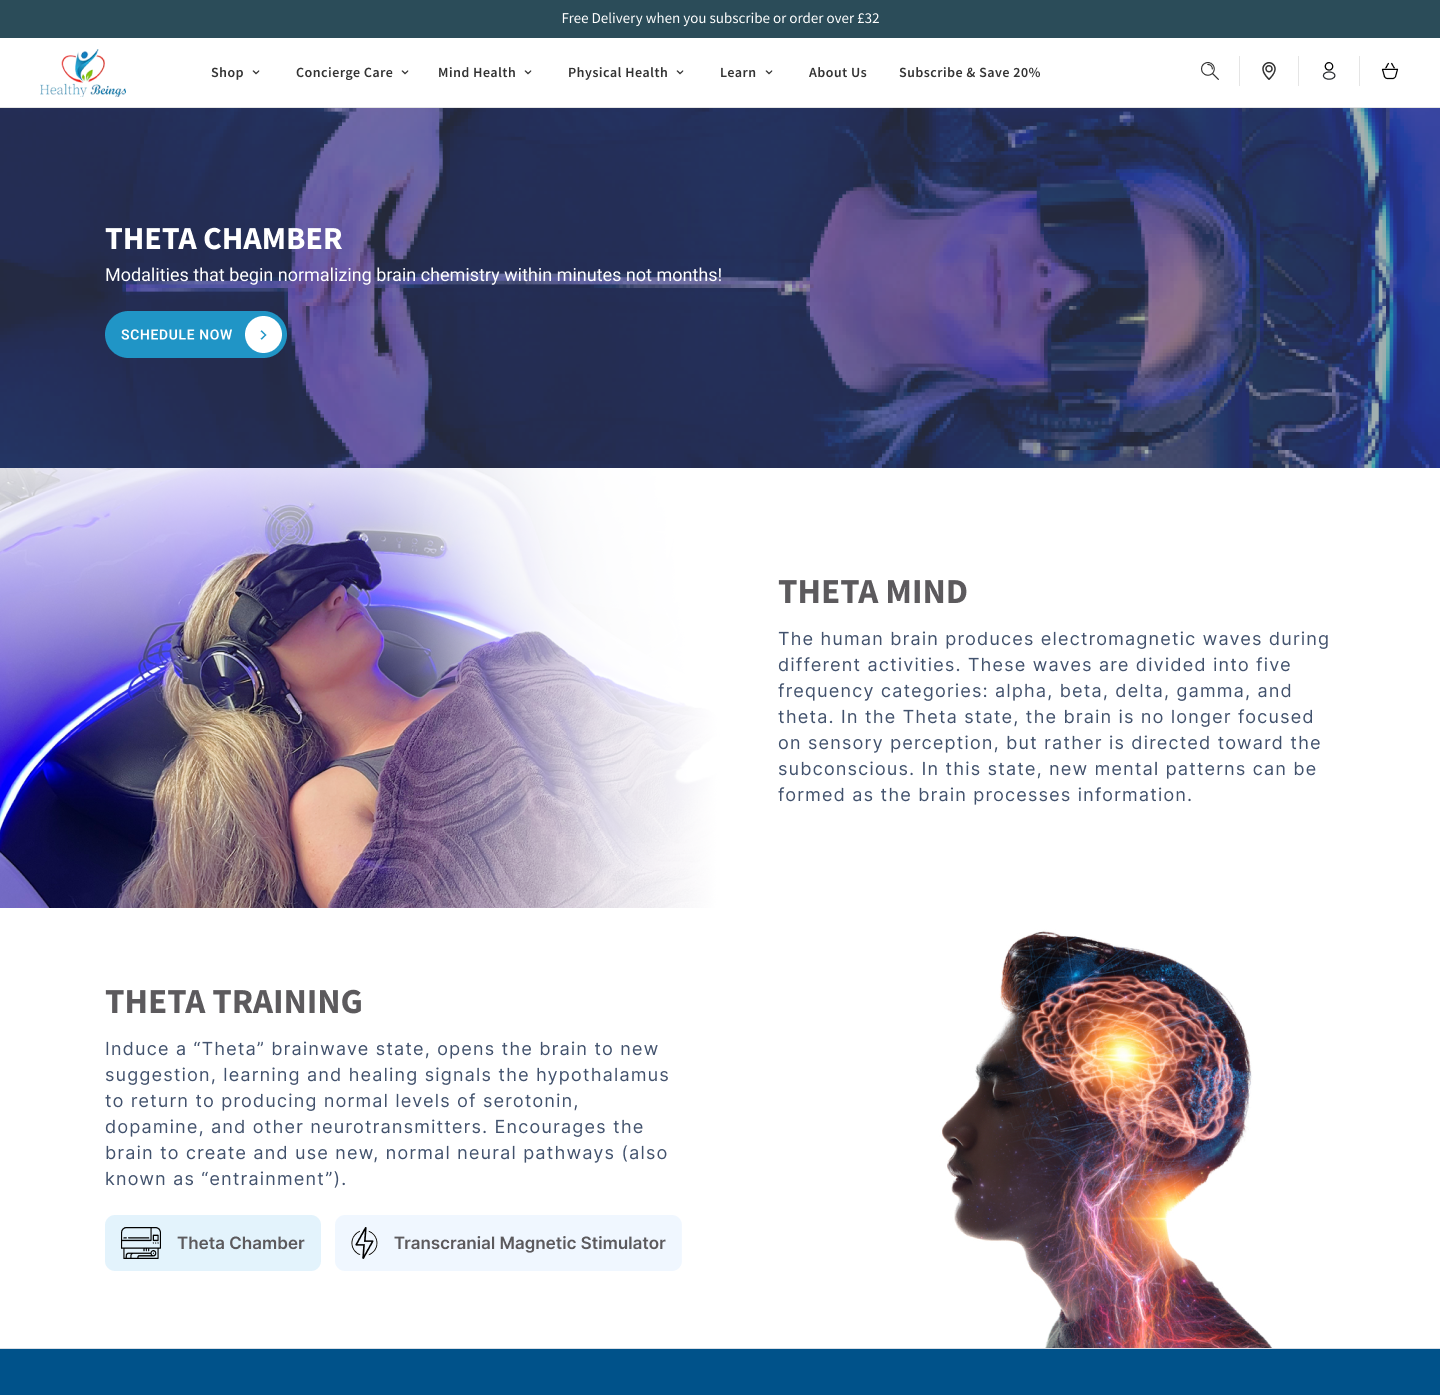 Free Delivery when you subscribe or order over £32
Healthy Beings
Shop
Concierge Care
Mind Health
Physical Health
Learn
About Us
Subscribe & Save 20%
THETA CHAMBER
Modalities that begin normalizing brain chemistry within minutes not months!
SCHEDULE NOW
THETA MIND
The human brain produces electromagnetic waves during
different activities. These waves are divided into five
frequency categories: alpha, beta, delta, gamma, and
theta. In the Theta state, the brain is no longer focused
on sensory perception, but rather is directed toward the
subconscious. In this state, new mental patterns can be
formed as the brain processes information.
THETA TRAINING
Induce a “Theta” brainwave state, opens the brain to new
suggestion, learning and healing signals the hypothalamus
to return to producing normal levels of serotonin,
dopamine, and other neurotransmitters. Encourages the
brain to create and use new, normal neural pathways (also
known as “entrainment”).
Theta Chamber
Transcranial Magnetic Stimulator